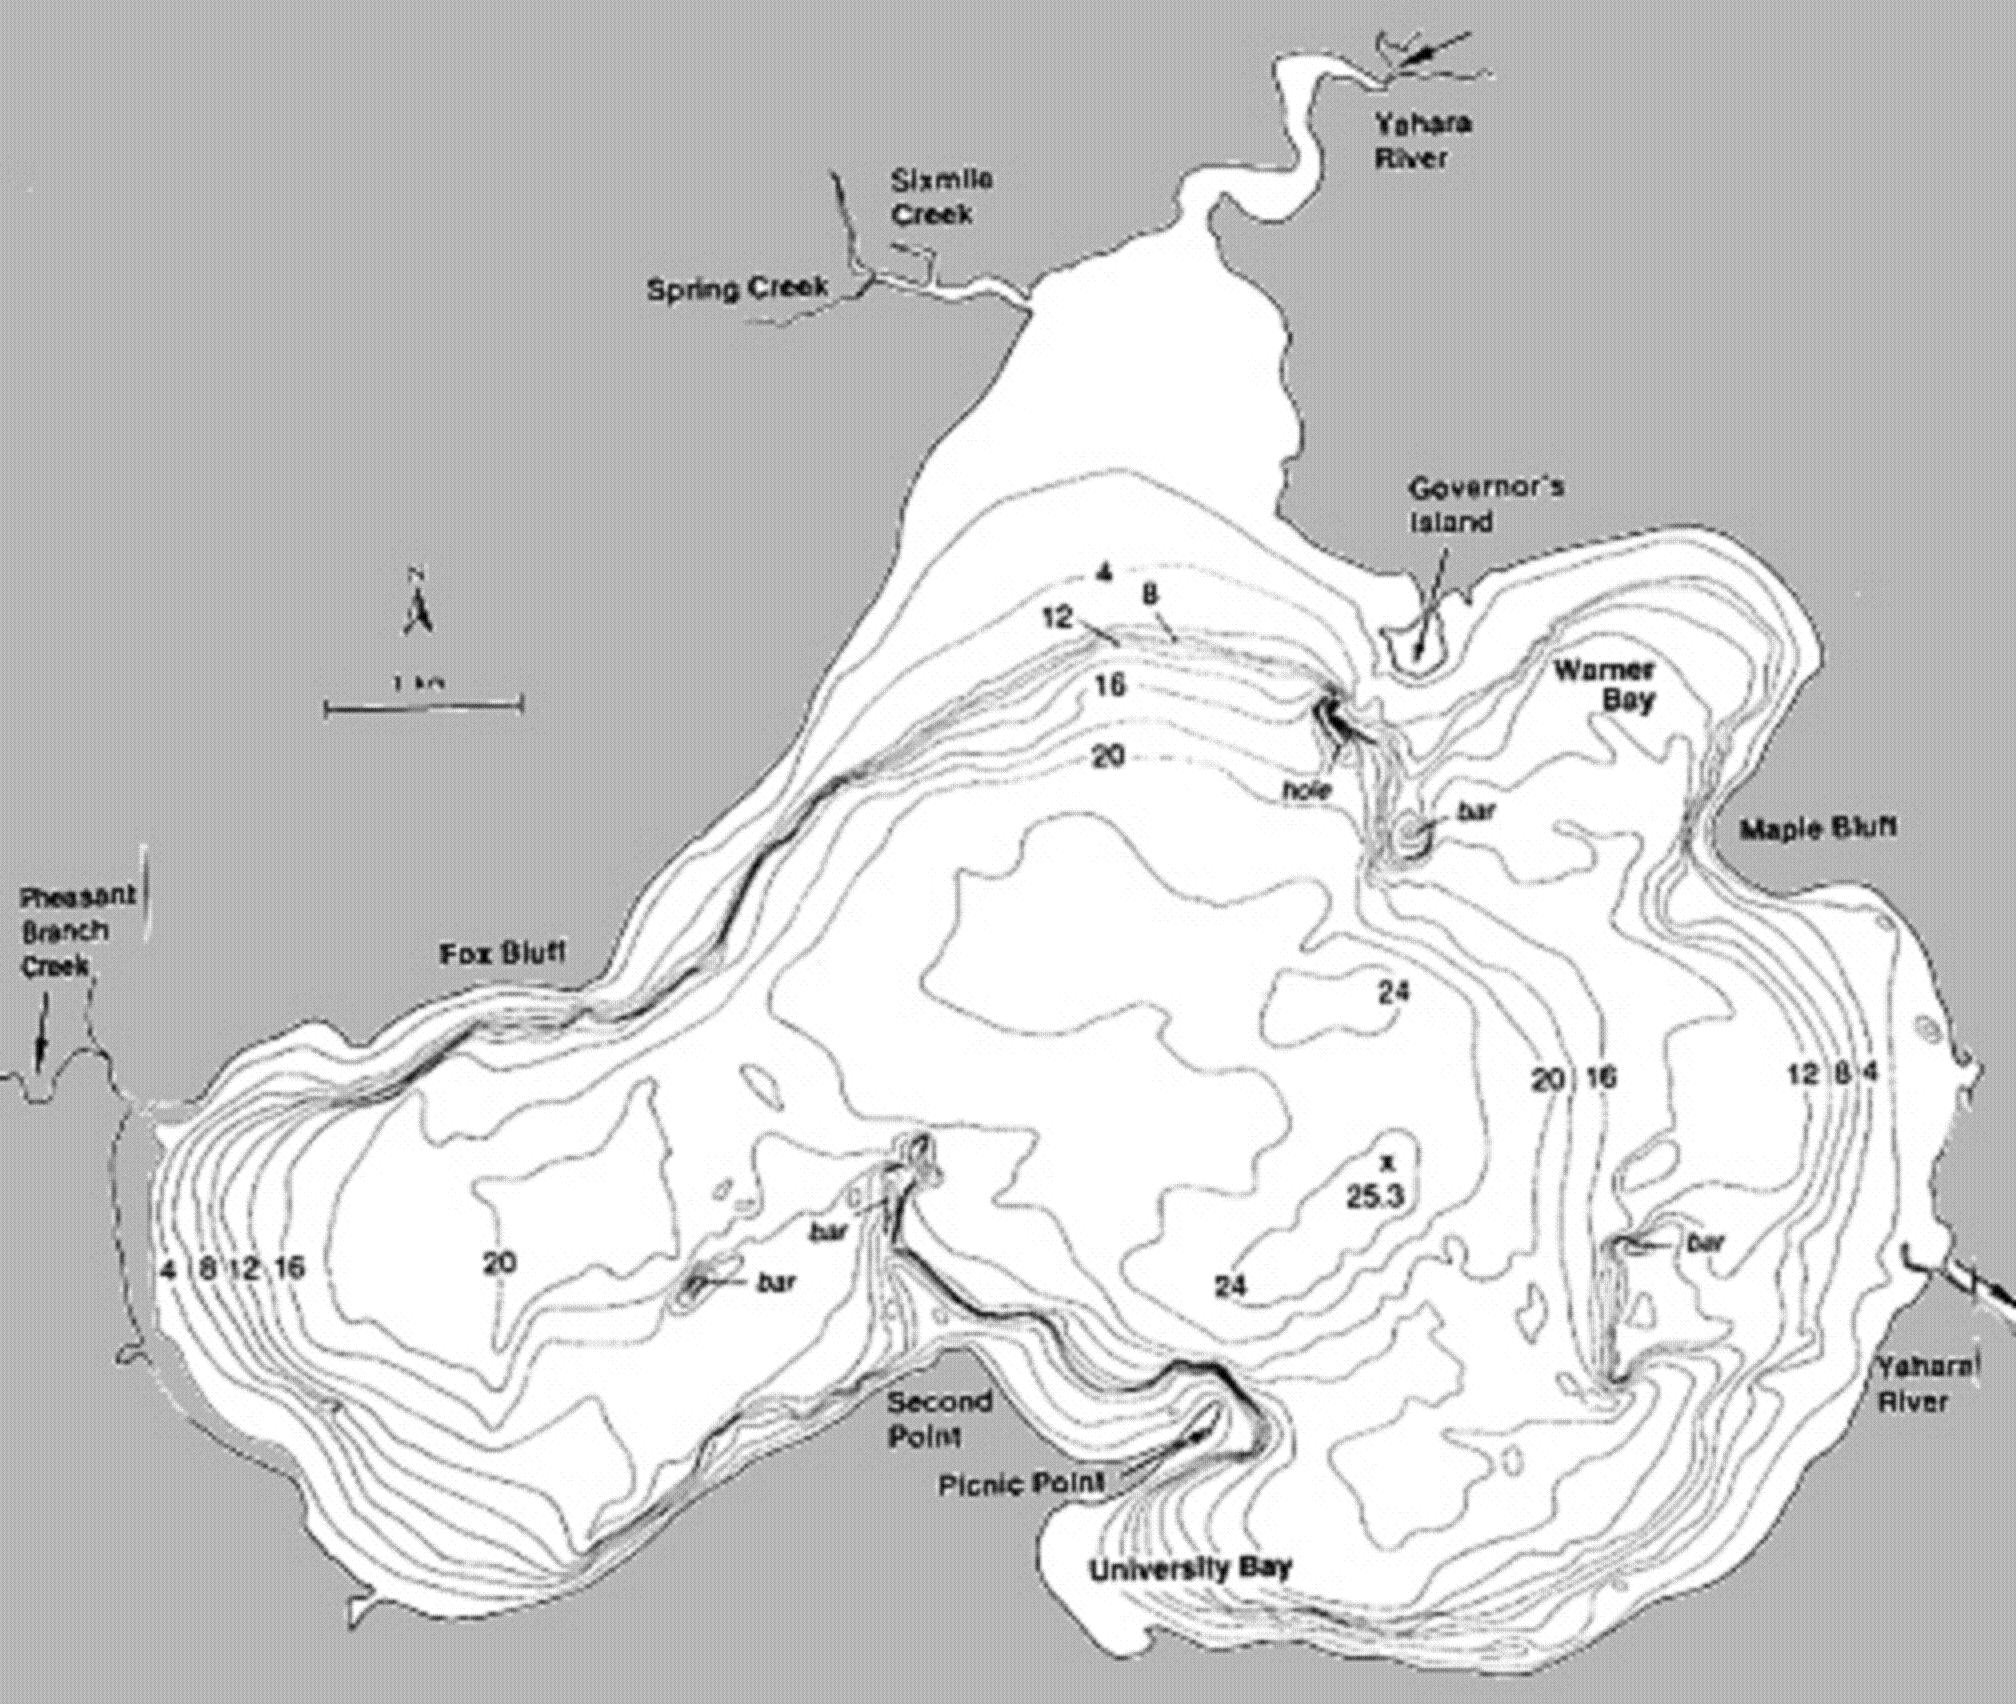 Yahara
River
Sixmile
Creek
Spring Creek
Governor's
Island
N
1 km
4
8
12
16
20
Warner
Bay
hole
bar
Maple Bluff
Pheasant
Branch
Creek
Fox Bluff
24
20 16 12 8 4
x
25.3
bar
bar
4 8 12 16 20
bar
24
Second
Point
Yahara
River
Picnic Point
University Bay